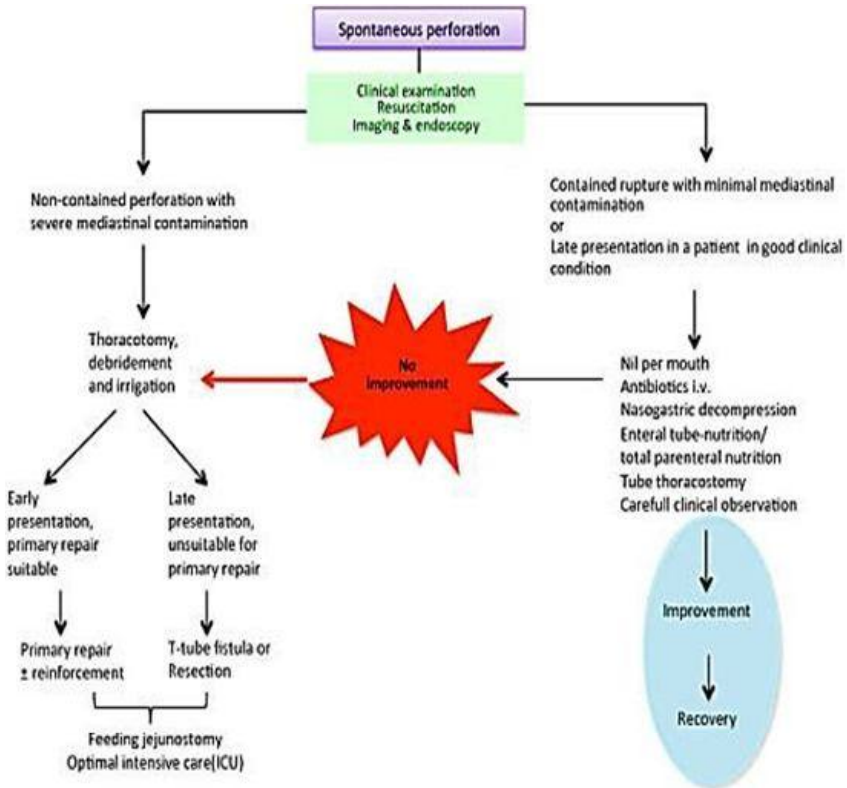 Spontaneous perforation
Clinical examination
Resuscitation
Imaging & endoscopy
Non-contained perforation with
severe mediastinal contamination
Contained rupture with minimal mediastinal
contamination
or
Late presentation in a patient in good clinical
condition
Thoracotomy,
debridement
and irrigation
No
improvement
Nil per mouth
Antibiotics i.v.
Nasogastric decompression
Enteral tube-nutrition/
total parenteral nutrition
Tube thoracostomy
Carefull clinical observation
Early
presentation,
primary repair
suitable
Late
presentation,
unsuitable for
primary repair
Improvement
Primary repair
± reinforcement
T-tube fistula or
Resection
Recovery
Feeding jejunostomy
Optimal intensive care(ICU)